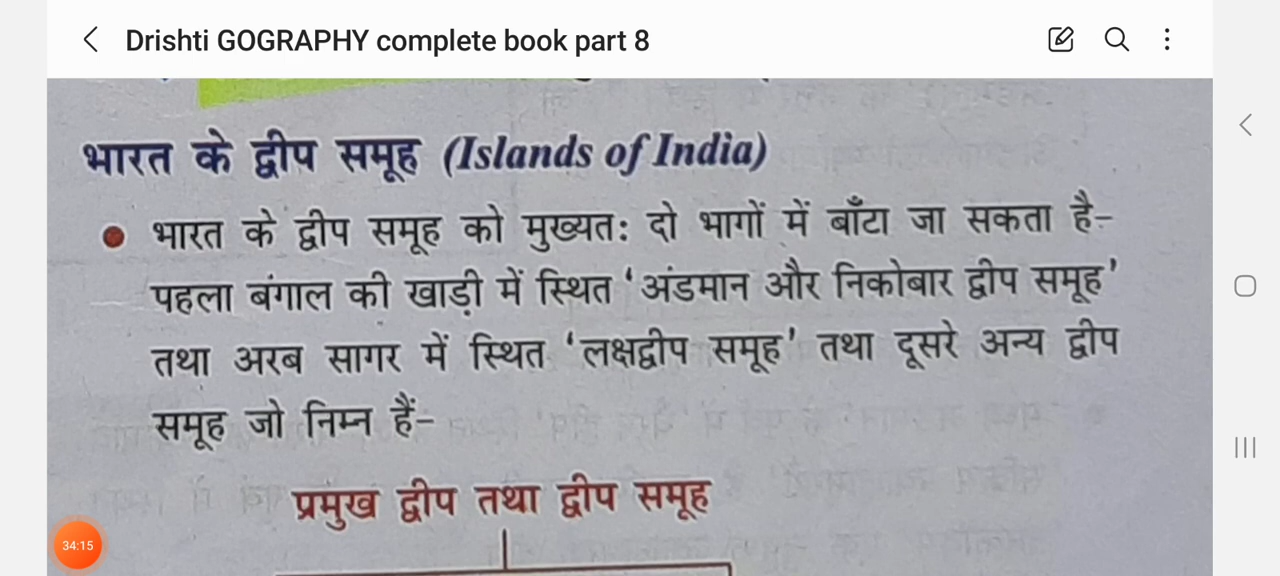 Drishti GOGRAPHY complete book part 8
भारत के द्वीप समूह (Islands of India)
भारत के द्वीप समूह को मुख्यत: दो भागों में बाँटा जा सकता है-
पहला बंगाल की खाड़ी में स्थित ‘अंडमान और निकोबार द्वीप समूह’
तथा अरब सागर में स्थित ‘लक्षद्वीप समूह’ तथा दूसरे अन्य द्वीप
समूह जो निम्न हैं-
प्रमुख द्वीप तथा द्वीप समूह
34:15